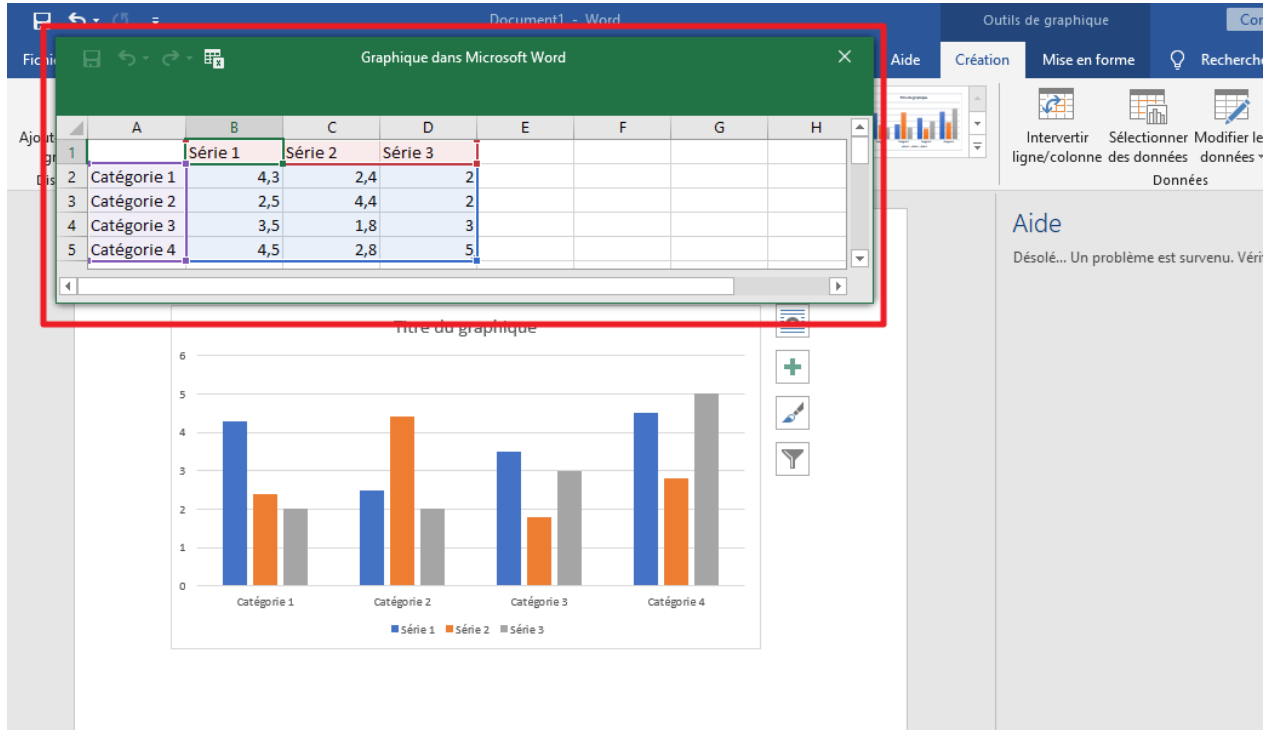 Document1 - Word
Outils de graphique
Graphique dans Microsoft Word
Aide Création Mise en forme
A B C D E F G H
1 Série 1 Série 2 Série 3
2 Catégorie 1 4,3 2,4 2
3 Catégorie 2 2,5 4,4 2
4 Catégorie 3 3,5 1,8 3
5 Catégorie 4 4,5 2,8 5
Intervertir
ligne/colonne
Sélectionner
des données
Modifier le
données
Données
Aide
Désolé... Un problème est survenu.
Titre du graphique
6
5
4
3
2
1
0
Catégorie 1 Catégorie 2 Catégorie 3 Catégorie 4
Série 1 Série 2 Série 3